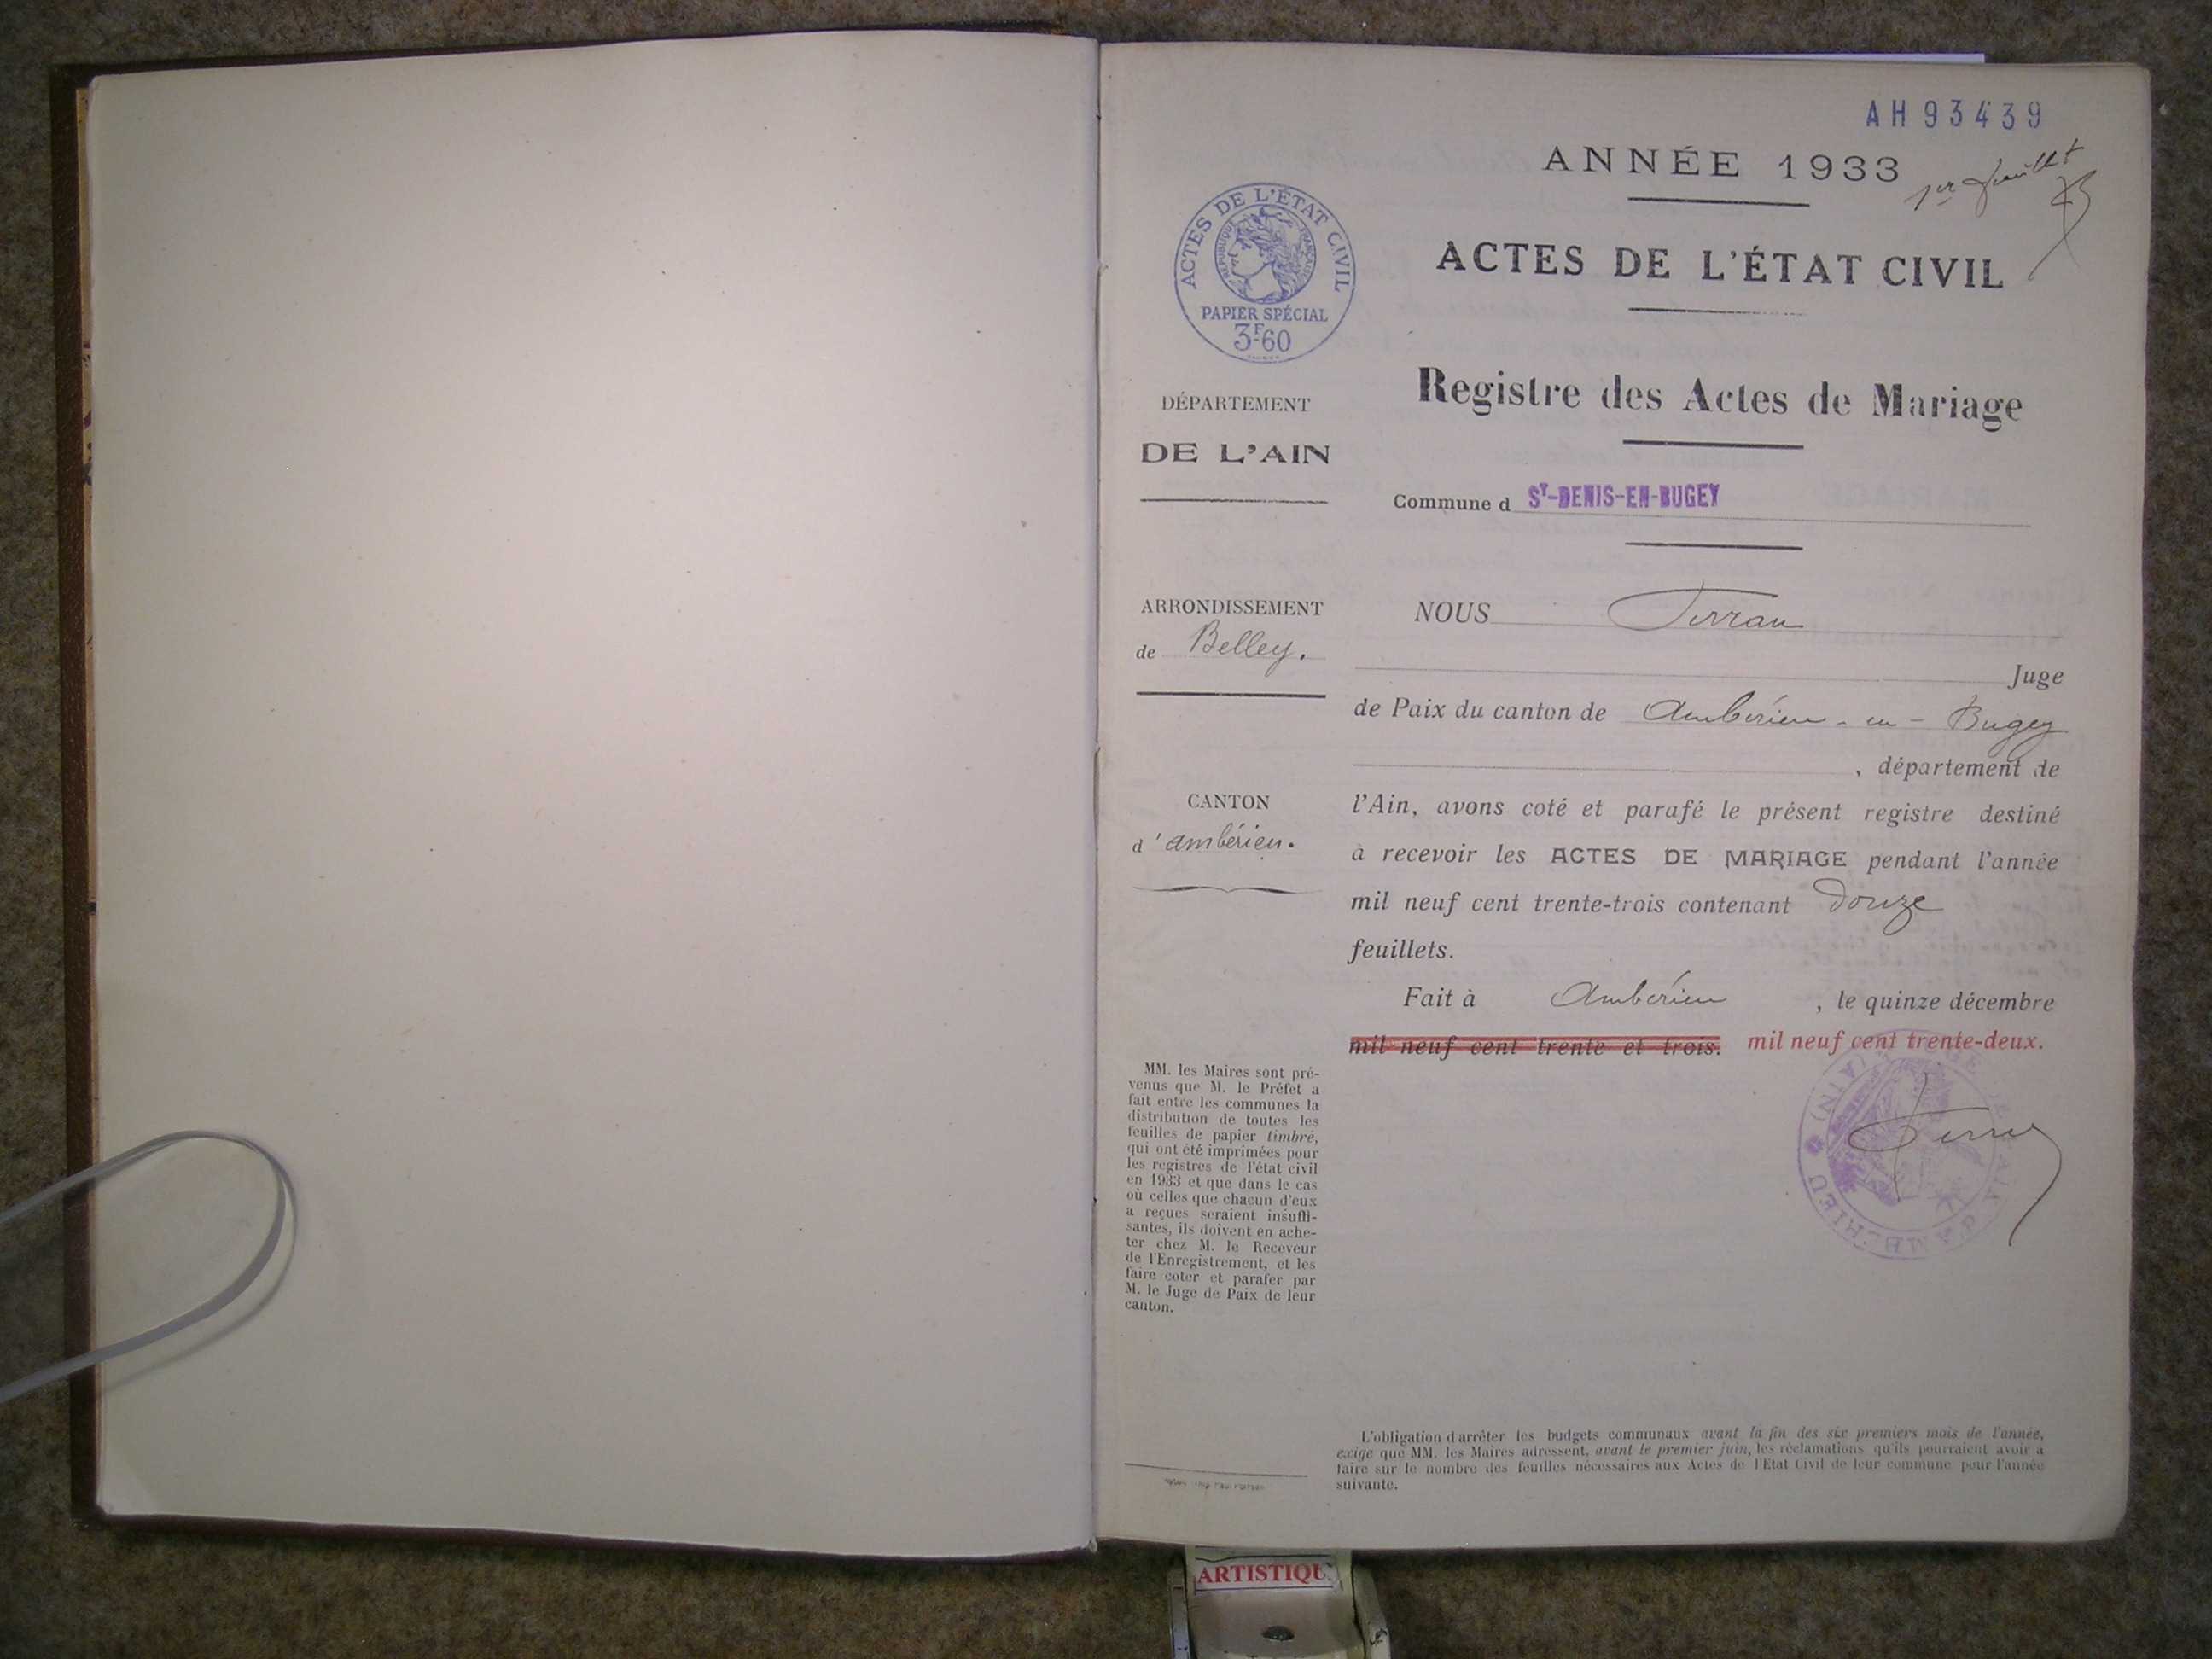 AH93439
ANNÉE 1933
1er feuillet
ACTES DE L'ÉTAT CIVIL
RÉPUBLIQUE FRANÇAISE
PAPIER SPÉCIAL
3F60
ACTES DE L'ÉTAT CIVIL
Registre des Actes de Mariage
Commune d ST-DENIS-EN-BUGEY
DÉPARTEMENT
DE L'AIN
ARRONDISSEMENT
de Belley.
CANTON
d'ambérieu.
MM. les Maires sont pré-
venus que M. le Préfet a
fait entre les communes la
distribution de toutes les
feuilles de papier timbré,
qui ont été imprimées pour
les registres de l'état civil
en 1933 et que dans le cas
où celles que chacun d'eux
a reçues seraient insuffi-
santes, ils doivent en ache-
ter chez M. le Receveur
de l'Enregistrement, et les
faire coter et parafer par
M. le Juge de Paix de leur
canton.
NOUS
Juge
de Paix du canton de Ambérieu-en-Bugey
, département de
l'Ain, avons coté et parafé le présent registre destiné
à recevoir les ACTES DE MARIAGE pendant l'année
mil neuf cent trente-trois contenant Douze
feuillets.
Fait à Ambérieu, le quinze décembre
mil neuf cent trente et trois. mil neuf cent trente-deux.
L'obligation d'arrêter les budgets communaux avant la fin des six premiers mois de l'année,
exige que MM. les Maires adressent, avant le premier juin, les réclamations qu'ils pourraient avoir à
faire sur le nombre des feuilles nécessaires aux Actes de l'Etat Civil de leur commune pour l'année
suivante.
ARTISTIQU